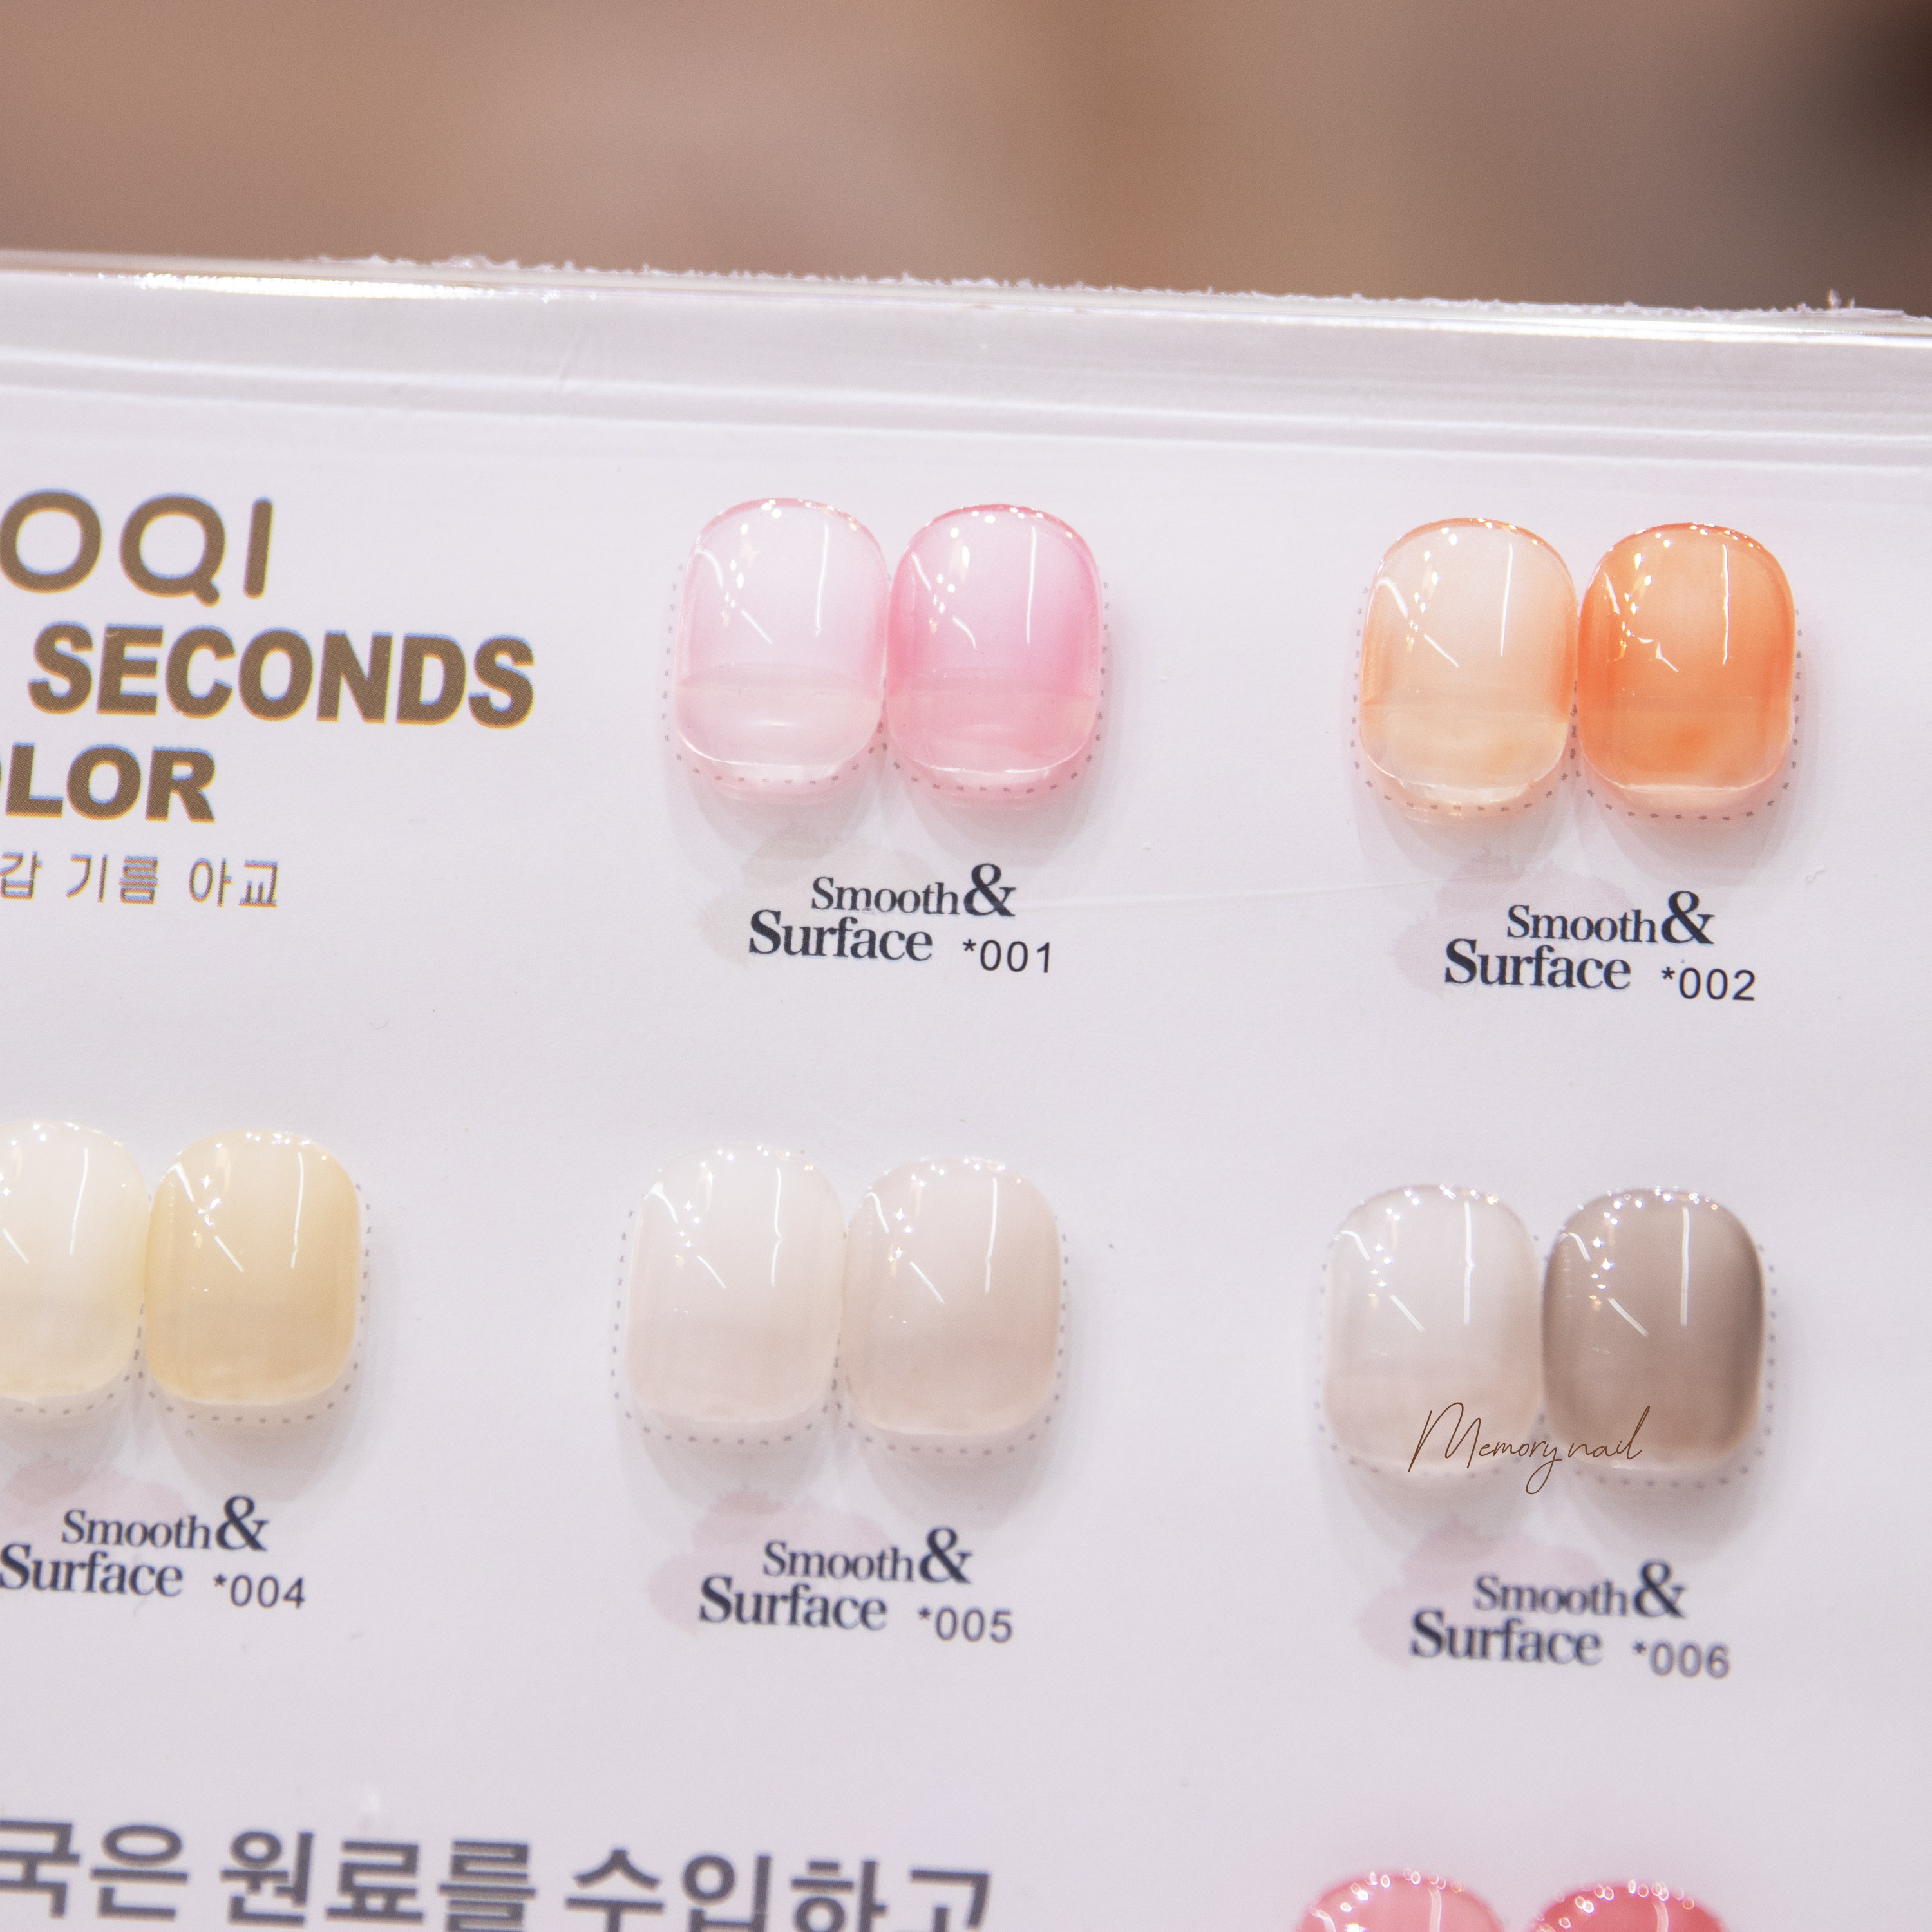 OQI
SECONDS
OLOR
갑 기름 아교
Smooth&
Surface *001
Smooth&
Surface *002
Smooth&
Surface *004
Smooth&
Surface *005
Memory nail
Smooth&
Surface *006
국은 원료를 수입하고